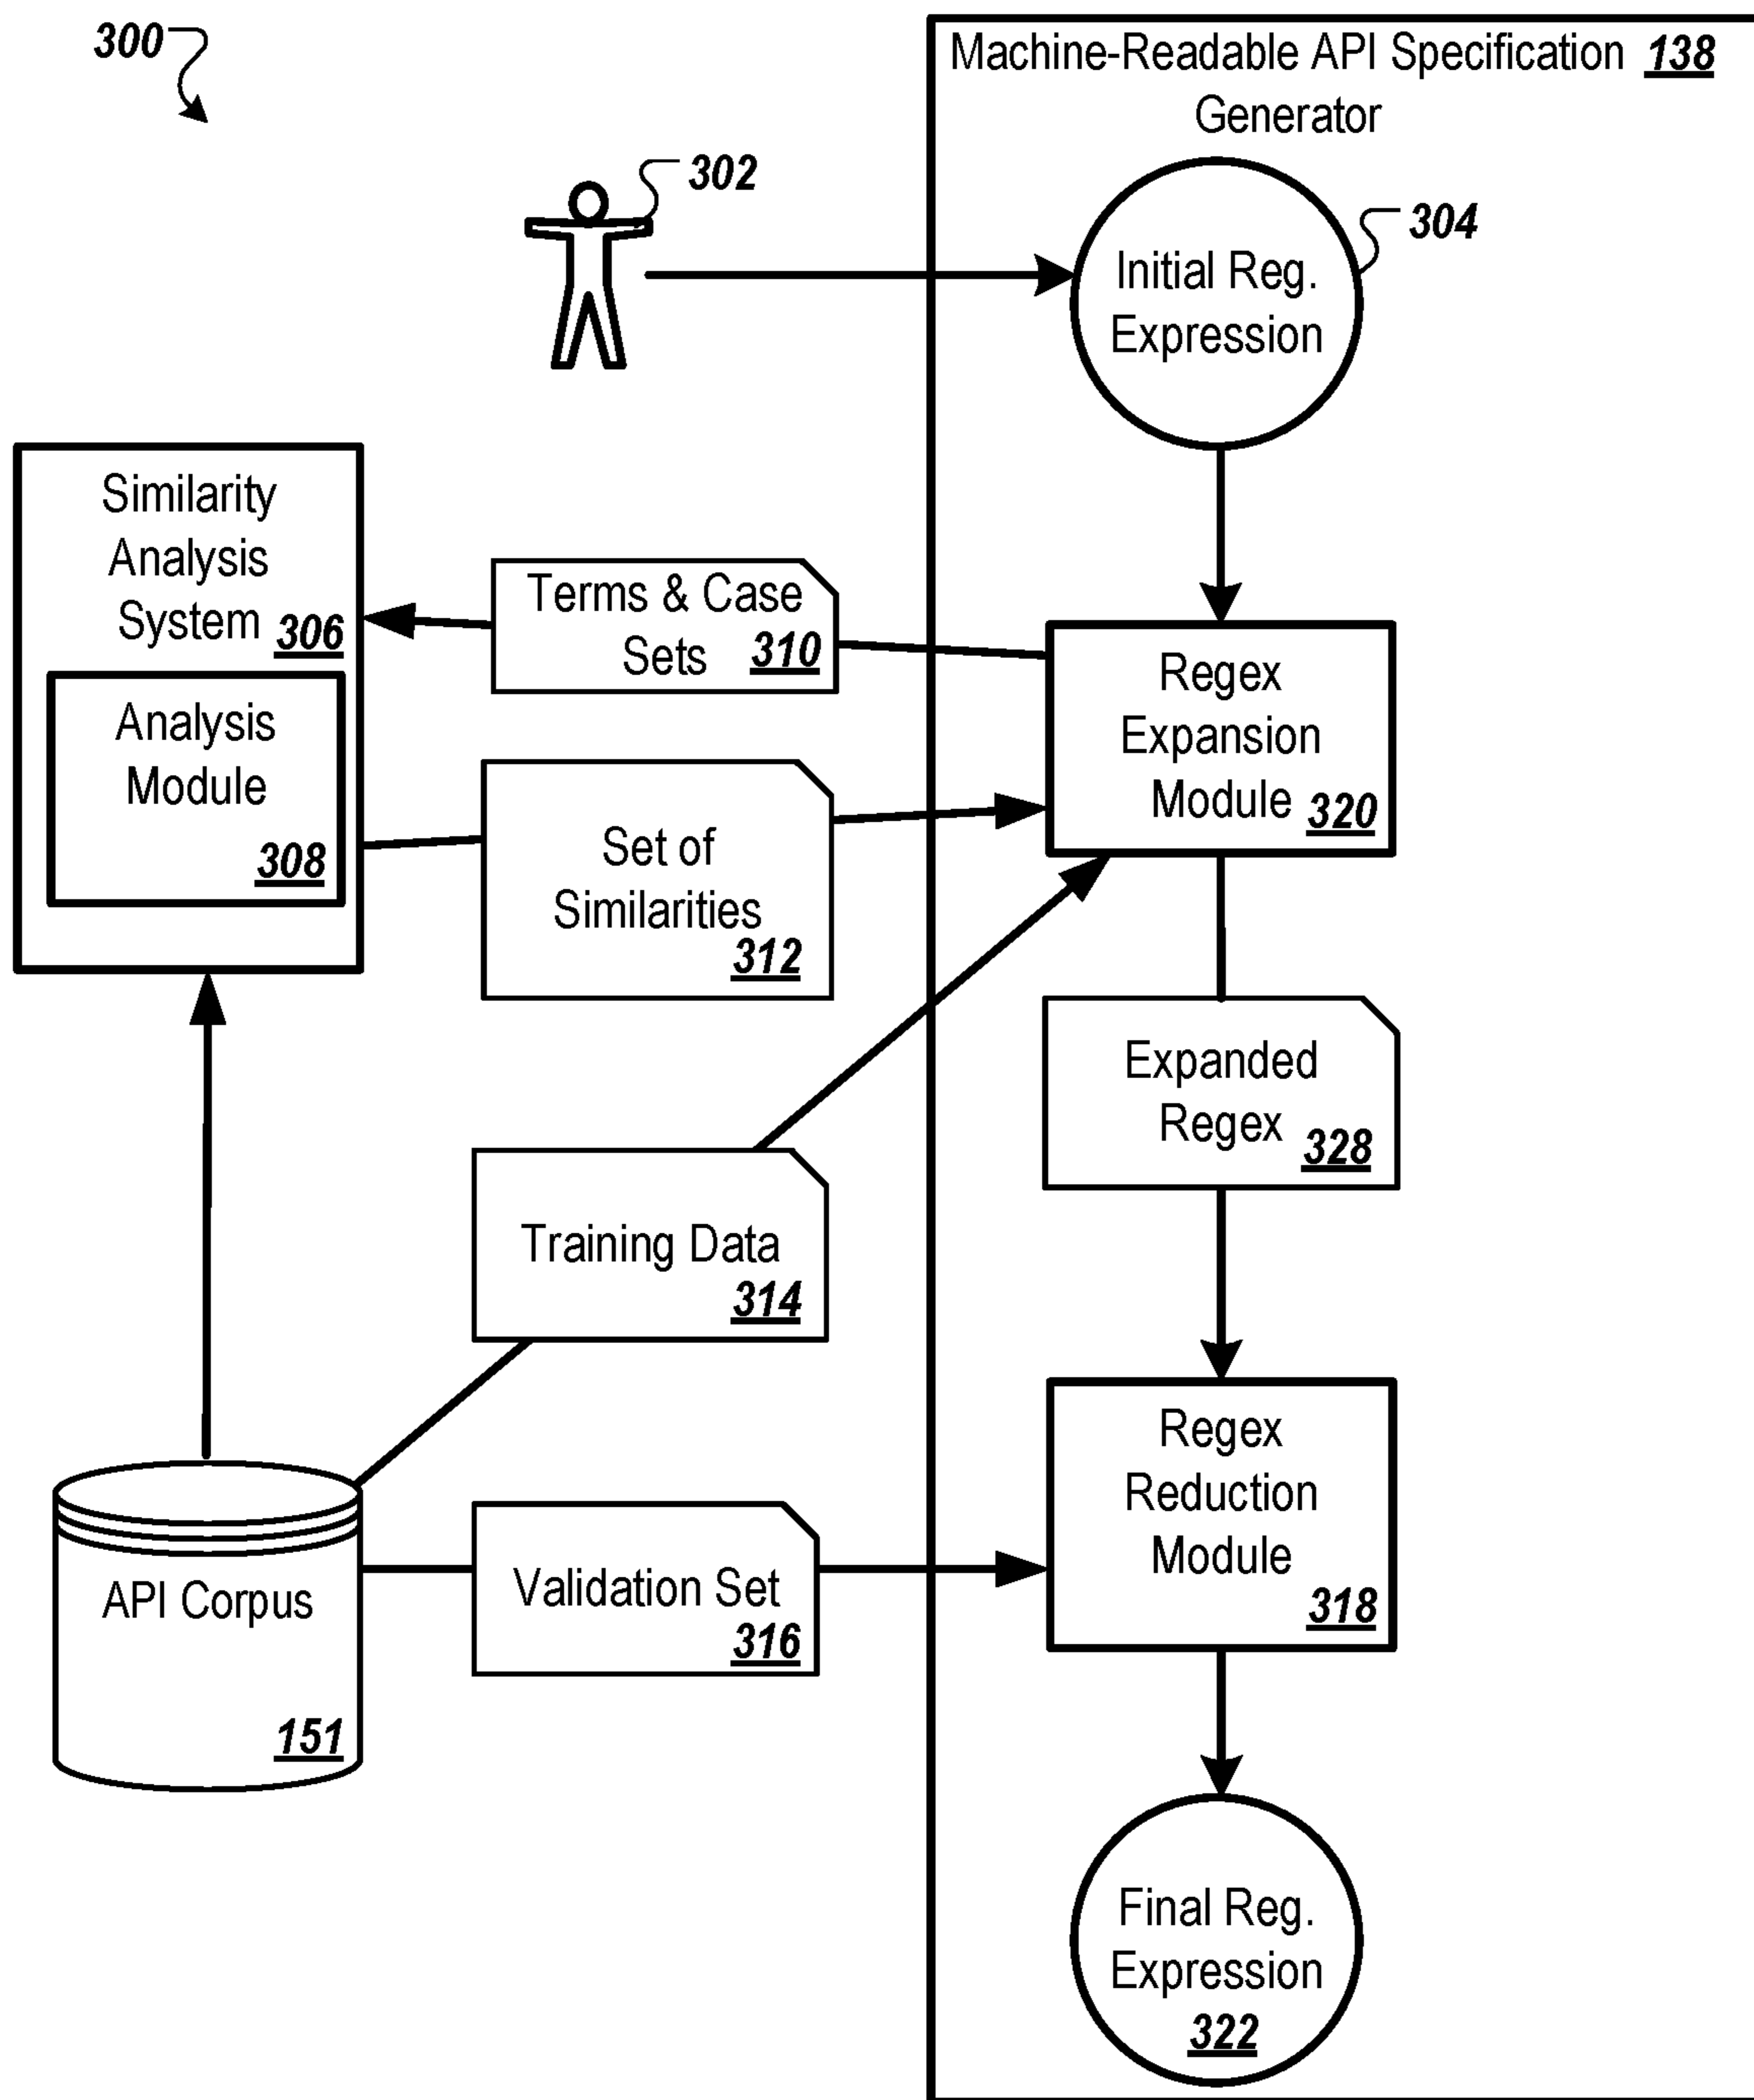 300
Machine-Readable API Specification 138
Generator
302
304
Initial Reg.
Expression
Similarity
Analysis
System 306
Analysis
Module
308
Terms & Case
Sets 310
Regex
Expansion
Module 320
Set of
Similarities
312
Expanded
Regex 328
Training Data
314
Regex
Reduction
Module
318
API Corpus
151
Validation Set
316
Final Reg.
Expression
322